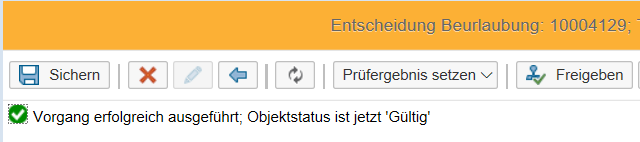 Entscheidung Beurlaubung: 10004129;
Sichern Prüfergebnis setzen Freigeben
Vorgang erfolgreich ausgeführt; Objektstatus ist jetzt 'Gültig'